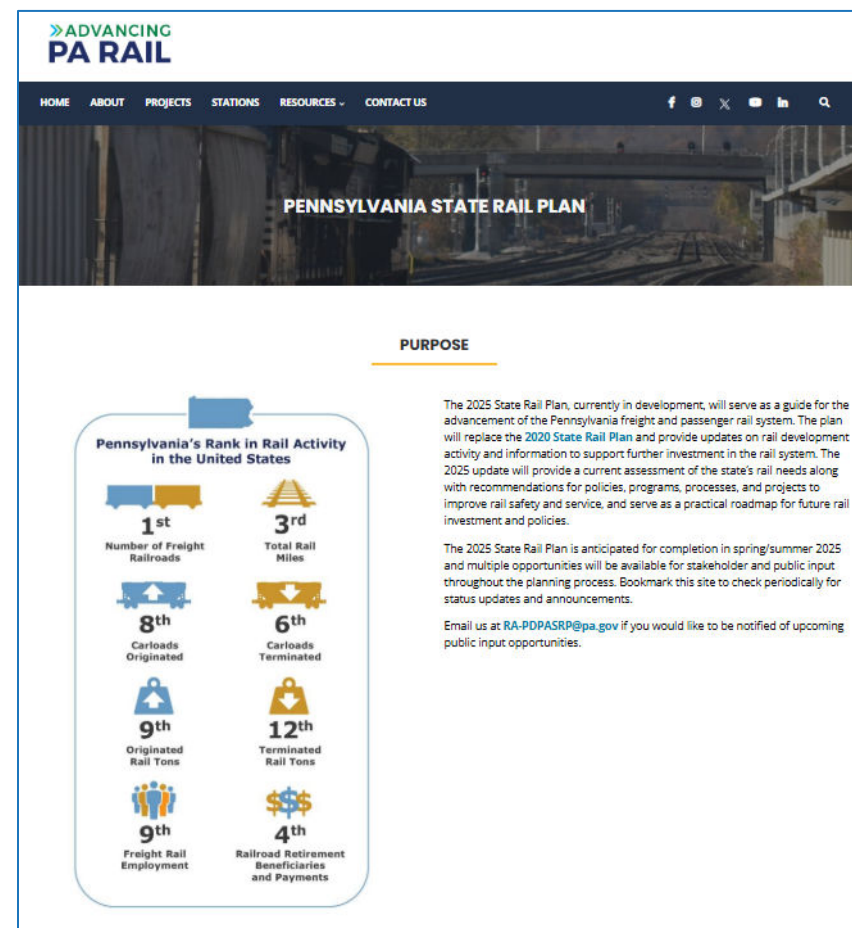 ADVANCING
PA RAIL
HOME ABOUT PROJECTS STATIONS RESOURCES CONTACT US
PENNSYLVANIA STATE RAIL PLAN
PURPOSE
Pennsylvania's Rank in Rail Activity
in the United States
1st
Number of Freight
Railroads
3rd
Total Rail
Miles
8th
Carloads
Originated
6th
Carloads
Terminated
9th
Originated
Rail Tons
12th
Terminated
Rail Tons
9th
Freight Rail
Employment
4th
Railroad Retirement
Beneficiaries
and Payments
The 2025 State Rail Plan, currently in development, will serve as a guide for the
advancement of the Pennsylvania freight and passenger rail system. The plan
will replace the 2020 State Rail Plan and provide updates on rail development
activity and information to support further investment in the rail system. The
2025 update will provide a current assessment of the state's rail needs along
with recommendations for policies, programs, processes, and projects to
improve rail safety and service, and serve as a practical roadmap for future rail
investment and policies.
The 2025 State Rail Plan is anticipated for completion in spring/summer 2025
and multiple opportunities will be available for stakeholder and public input
throughout the planning process. Bookmark this site to check periodically for
status updates and announcements.
Email us at RA-PDPASRP@pa.gov if you would like to be notified of upcoming
public input opportunities.